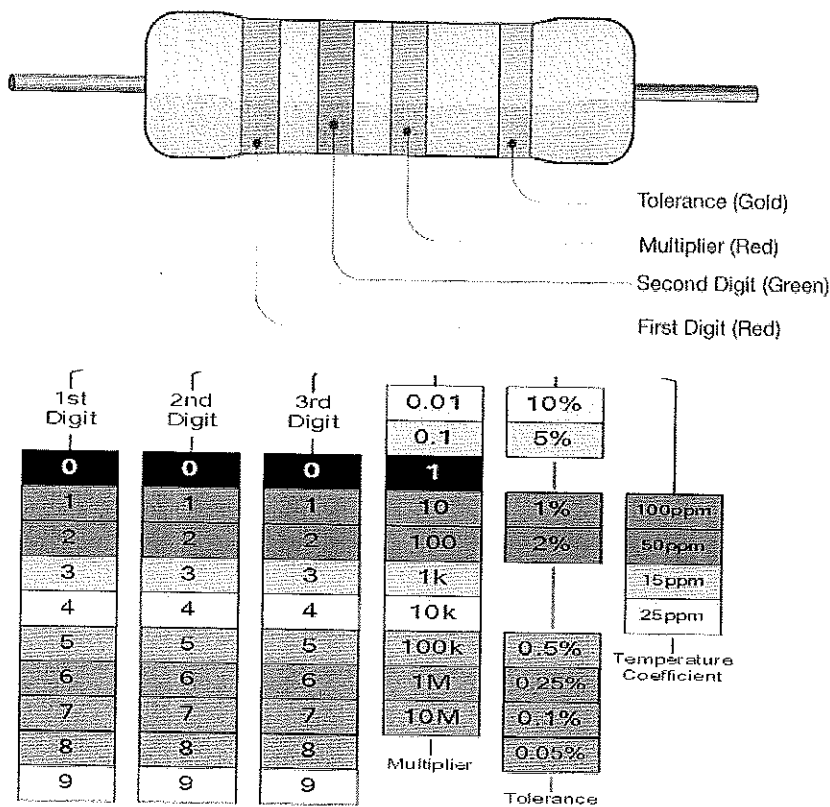 Tolerance (Gold)
Multiplier (Red)
Second Digit (Green)
First Digit (Red)
1st Digit
2nd Digit
3rd Digit
0.01 10%
0.1 5%
0 0 0 1
1 1 1 10 1% 100ppm
2 2 2 100 2% 50ppm
3 3 3 1k 15ppm
4 4 4 10k 25ppm
5 5 5 100k 0.5%
6 6 6 1M 0.25%
7 7 7 10M 0.1%
8 8 8 0.05%
9 9 9
Temperature
Coefficient
Multiplier
Tolerance